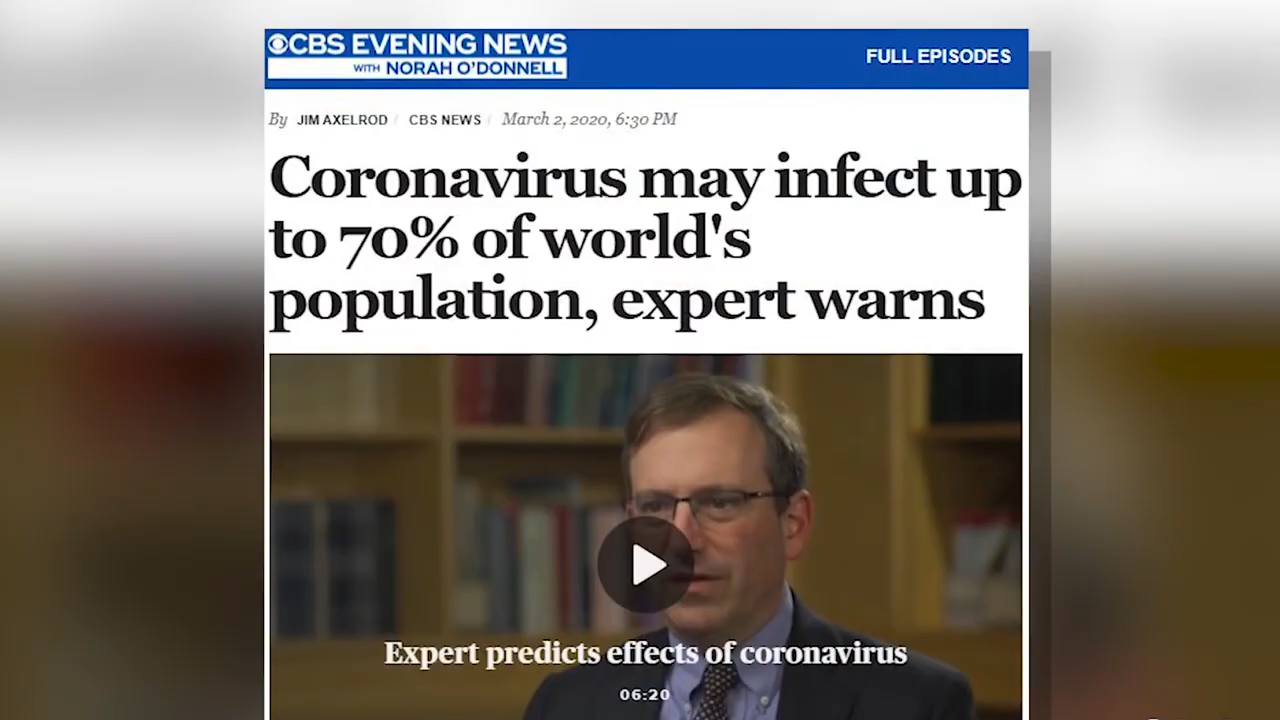 CBS EVENING NEWS
WITH NORAH O'DONNELL
FULL EPISODES
By JIM AXELROD / CBS NEWS / March 2, 2020, 6:30 PM
Coronavirus may infect up
to 70% of world's
population, expert warns
Expert predicts effects of coronavirus
06:20